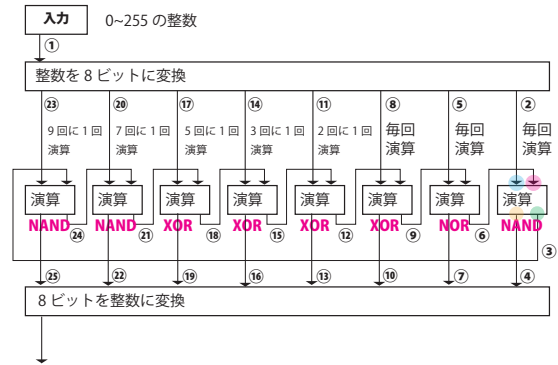 入力
0~255 の整数
①
整数を 8 ビットに変換
㉓ ⑳ ⑰ ⑭ ⑪ ⑧ ⑤ ②
9 回に 1 回 7 回に 1 回 5 回に 1 回 3 回に 1 回 2 回に 1 回 毎回 毎回 毎回
演算 演算 演算 演算 演算 演算 演算 演算
演算 演算 演算 演算 演算 演算 演算 演算
NAND NAND XOR XOR XOR XOR NOR NAND
㉔ ㉑ ⑱ ⑮ ⑫ ⑨ ⑥ ③
㉕ ㉒ ⑲ ⑯ ⑬ ⑩ ⑦ ④
8 ビットを整数に変換